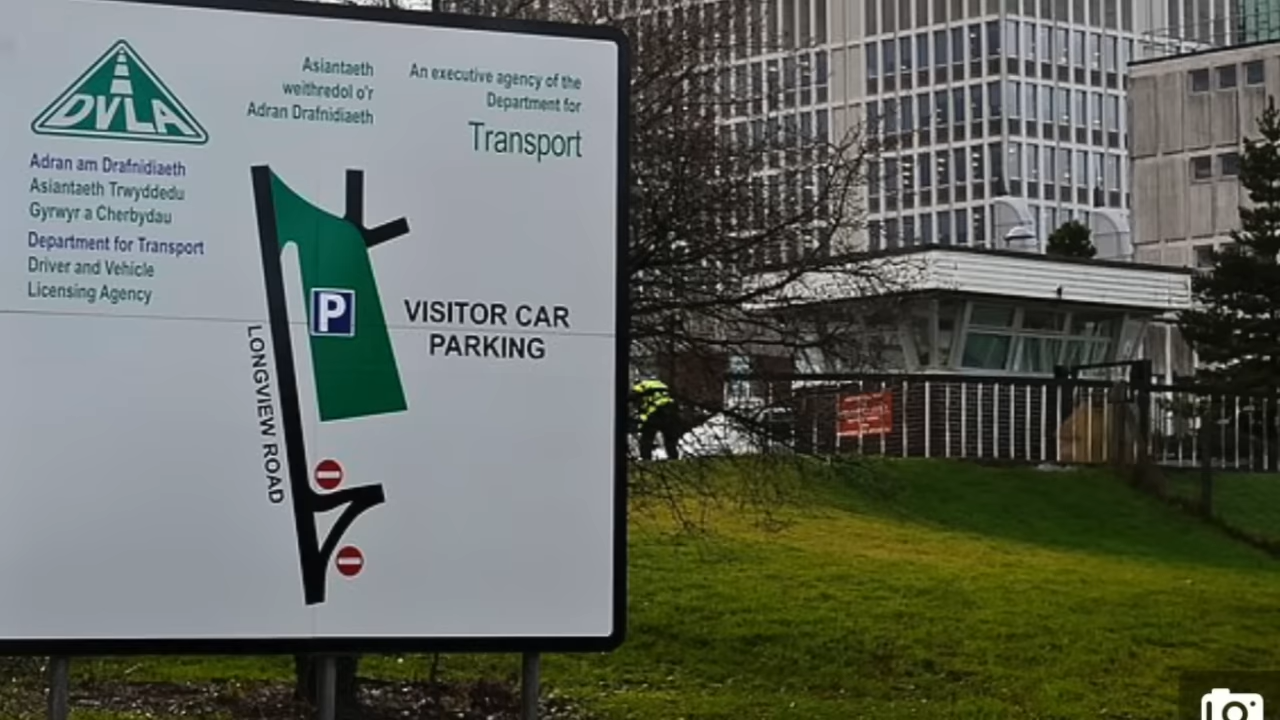 DVLA
Asiantaeth
weithredol o'r
Adran Drafnidiaeth
An executive agency of the
Department for
Transport
Adran am Drafnidiaeth
Asiantaeth Trwyddedu
Gyrwyr a Cherbydau
Department for Transport
Driver and Vehicle
Licensing Agency
P
VISITOR CAR
PARKING
LONGVIEW ROAD